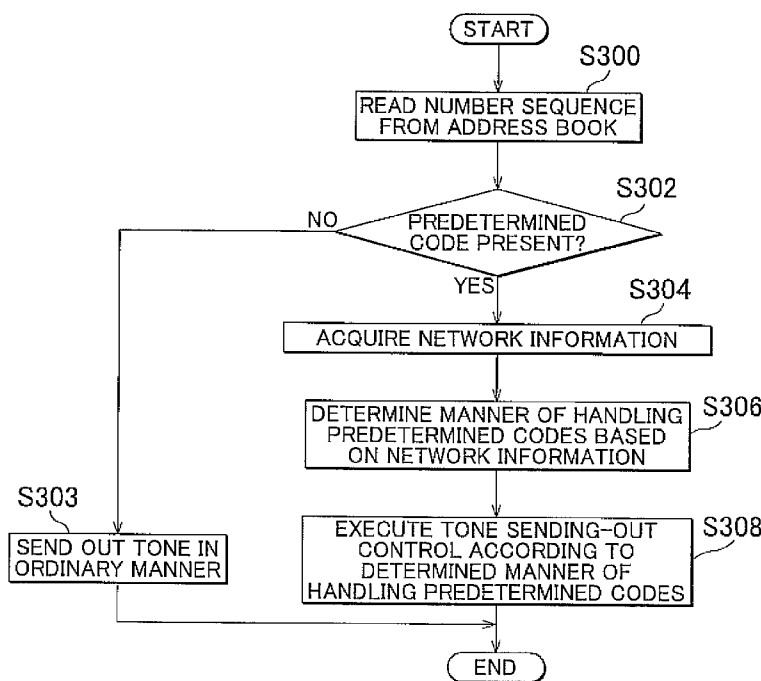 START
S300
READ NUMBER SEQUENCE
FROM ADDRESS BOOK
S302
NO
PREDETERMINED
CODE PRESENT?
YES
S304
ACQUIRE NETWORK INFORMATION
S306
DETERMINE MANNER OF HANDLING
PREDETERMINED CODES BASED
ON NETWORK INFORMATION
S303
SEND OUT TONE IN
ORDINARY MANNER
S308
EXECUTE TONE SENDING-OUT
CONTROL ACCORDING TO
DETERMINED MANNER OF
HANDLING PREDETERMINED CODES
END